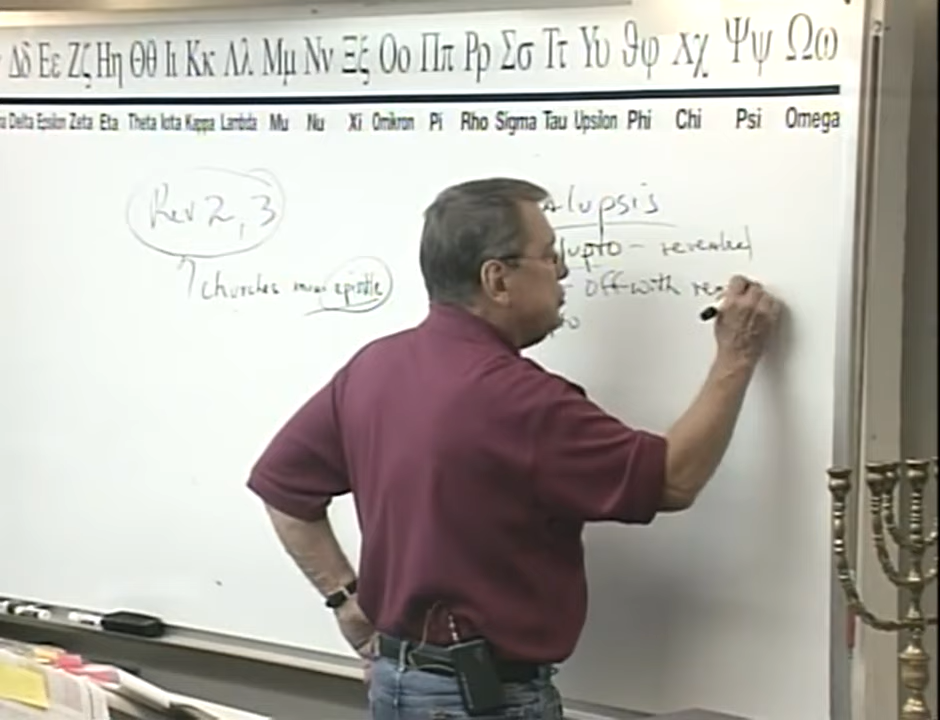 Δδ Εε Ζζ Ηη Θθ Ιι Κκ Λλ Μμ Νν Ξξ Οο Ππ Ρρ Σσ Ττ Υυ ϑφ Χχ Ψψ Ωω
Delta Epsilon Zeta Eta Theta Iota Kappa Lambda Mu Nu Xi Omikron Pi Rho Sigma Tau Upsilon Phi Chi Psi Omega
Rev 2, 3
alupsis
lupto - revealed
churches epistle
- off-with